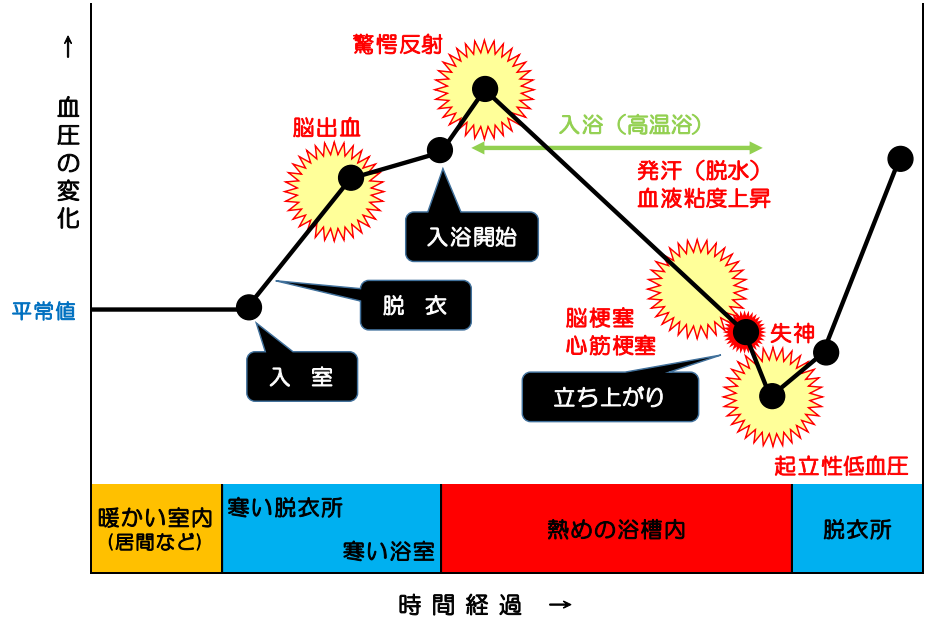 ↑
血圧の変化
驚愕反射
脳出血
入浴（高温浴）
発汗（脱水）
血液粘度上昇
入浴開始
脱 衣
平常値
入 室
脳梗塞
心筋梗塞
失神
立ち上がり
起立性低血圧
暖かい室内
(居間など)
寒い脱衣所
寒い浴室
熱めの浴槽内
脱衣所
時間経過 →